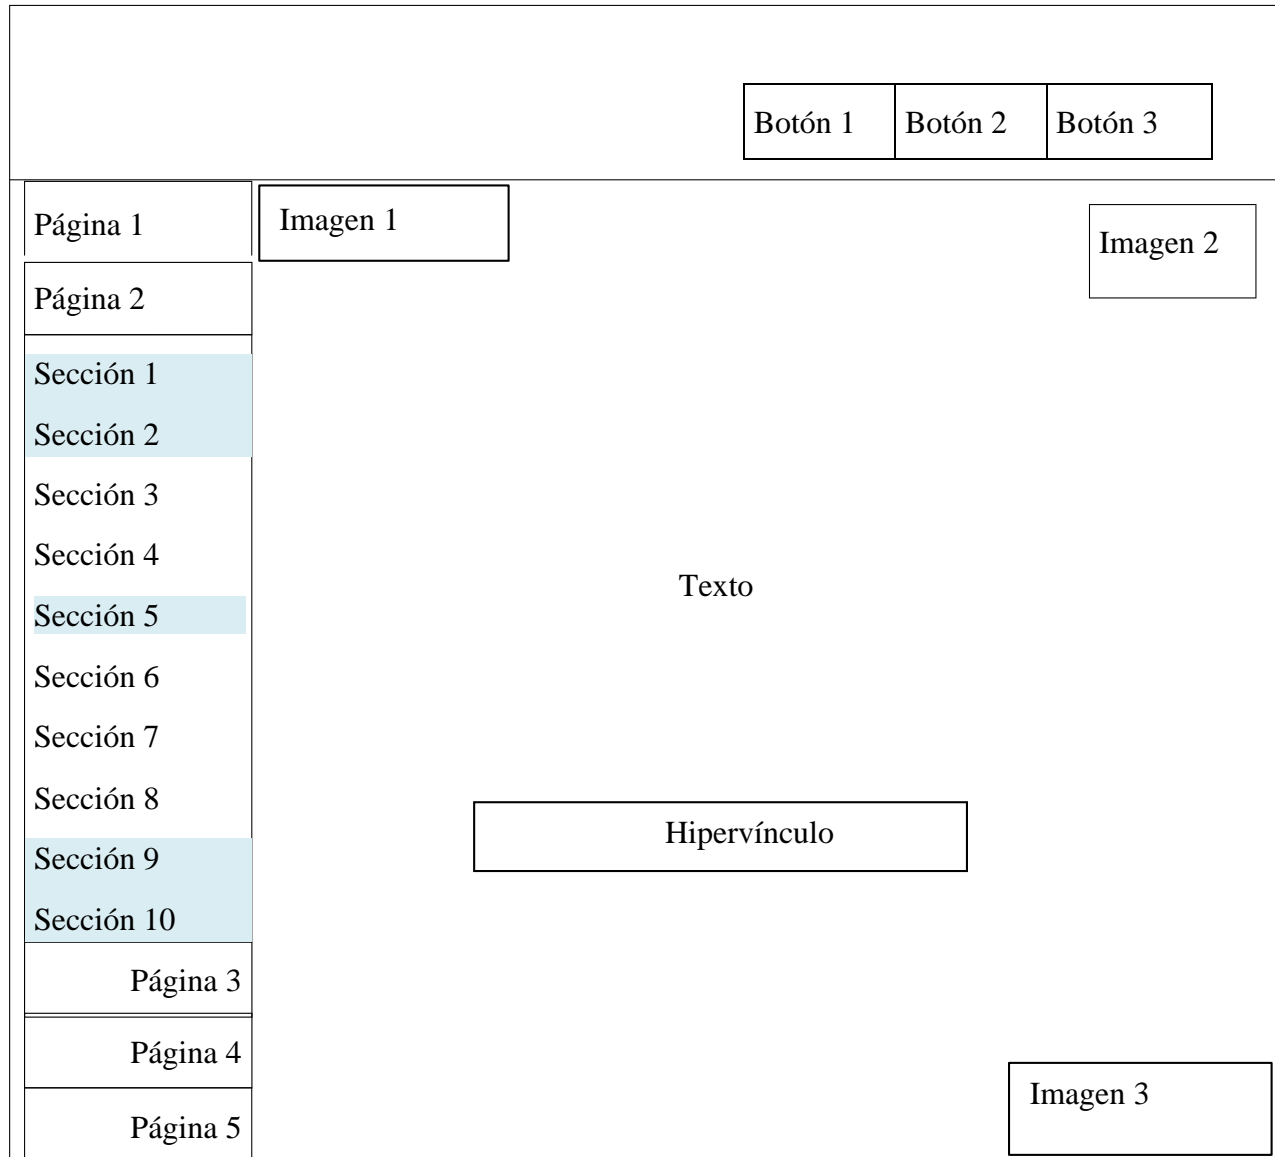 Botón 1 Botón 2 Botón 3
Página 1
Imagen 1
Imagen 2
Página 2
Sección 1
Sección 2
Sección 3
Sección 4
Texto
Sección 5
Sección 6
Sección 7
Sección 8
Hipervínculo
Sección 9
Sección 10
Página 3
Página 4
Imagen 3
Página 5